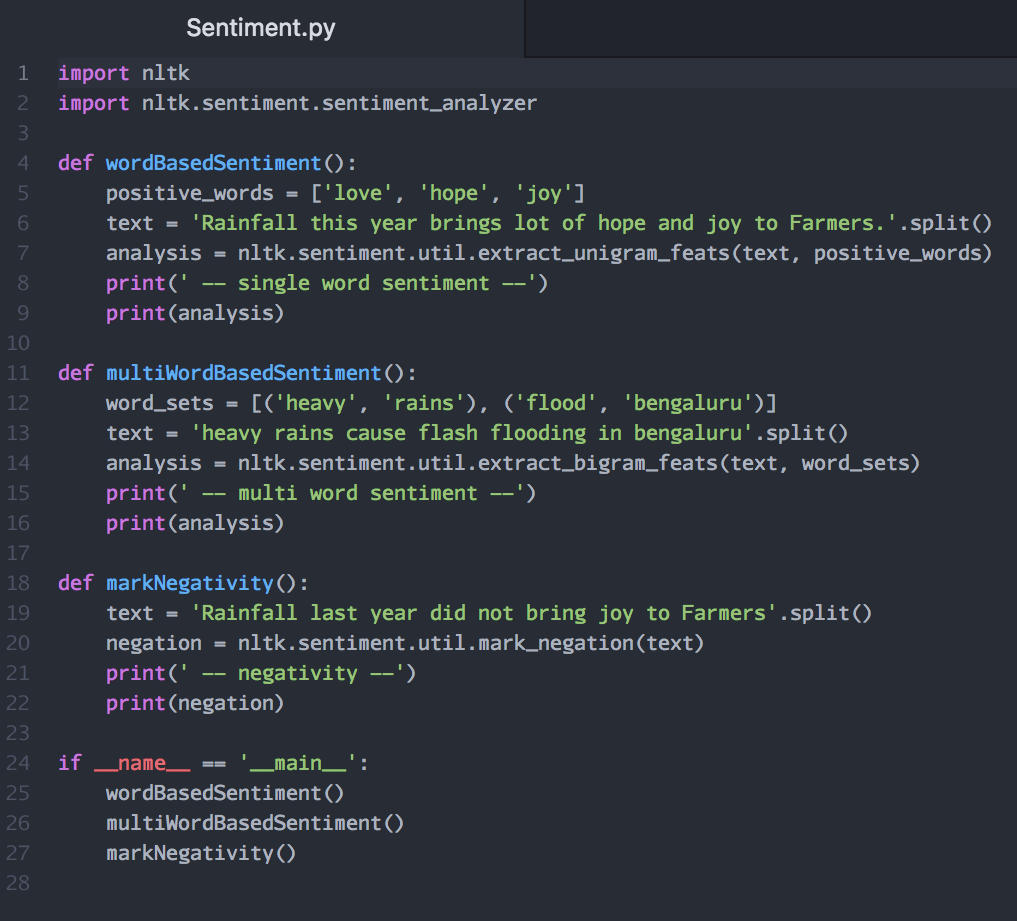 Sentiment.py
1 import nltk
2 import nltk.sentiment.sentiment_analyzer
3
4 def wordBasedSentiment():
5     positive_words = ['love', 'hope', 'joy']
6     text = 'Rainfall this year brings lot of hope and joy to Farmers.'.split()
7     analysis = nltk.sentiment.util.extract_unigram_feats(text, positive_words)
8     print(' -- single word sentiment --')
9     print(analysis)
10
11 def multiWordBasedSentiment():
12     word_sets = [('heavy', 'rains'), ('flood', 'bengaluru')]
13     text = 'heavy rains cause flash flooding in bengaluru'.split()
14     analysis = nltk.sentiment.util.extract_bigram_feats(text, word_sets)
15     print(' -- multi word sentiment --')
16     print(analysis)
17
18 def markNegativity():
19     text = 'Rainfall last year did not bring joy to Farmers'.split()
20     negation = nltk.sentiment.util.mark_negation(text)
21     print(' -- negativity --')
22     print(negation)
23
24 if __name__ == '__main__':
25     wordBasedSentiment()
26     multiWordBasedSentiment()
27     markNegativity()
28